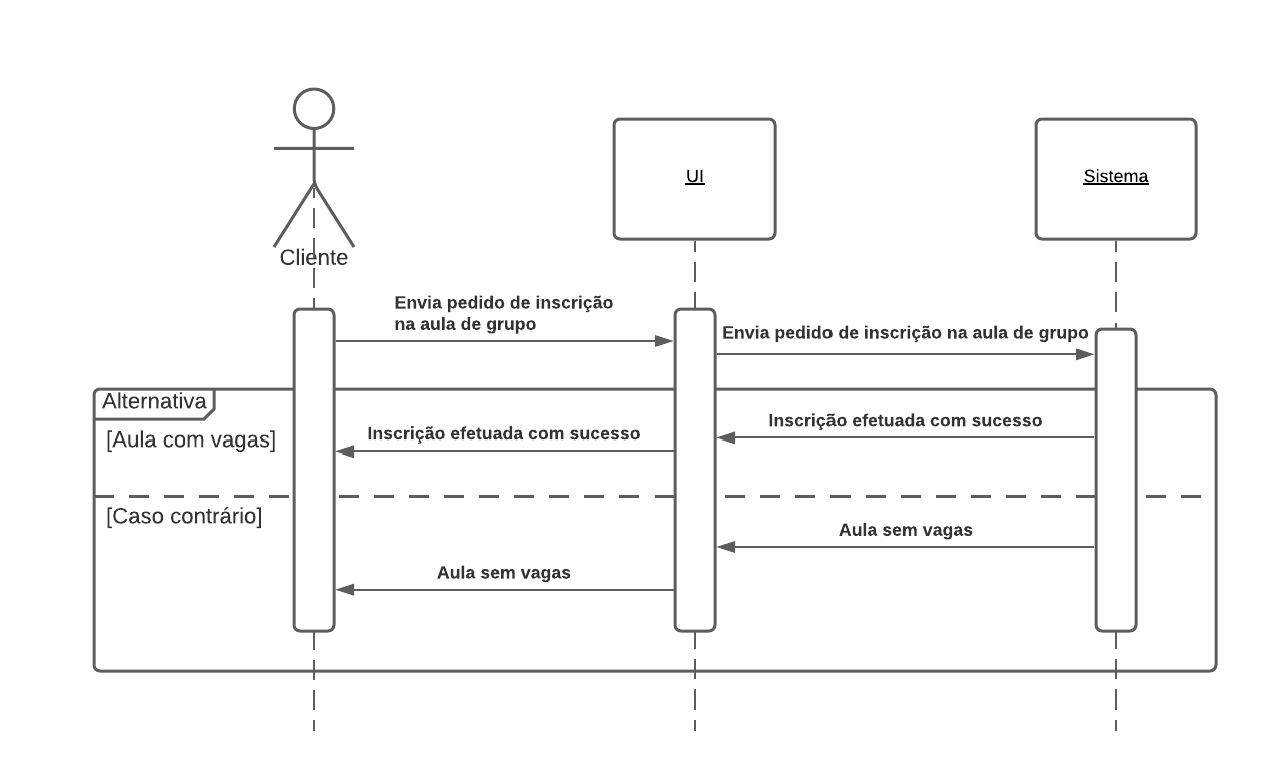 UI
Sistema
Cliente
Envia pedido de inscrição
na aula de grupo
Envia pedido de inscrição na aula de grupo
Alternativa
[Aula com vagas]
Inscrição efetuada com sucesso
Inscrição efetuada com sucesso
[Caso contrário]
Aula sem vagas
Aula sem vagas